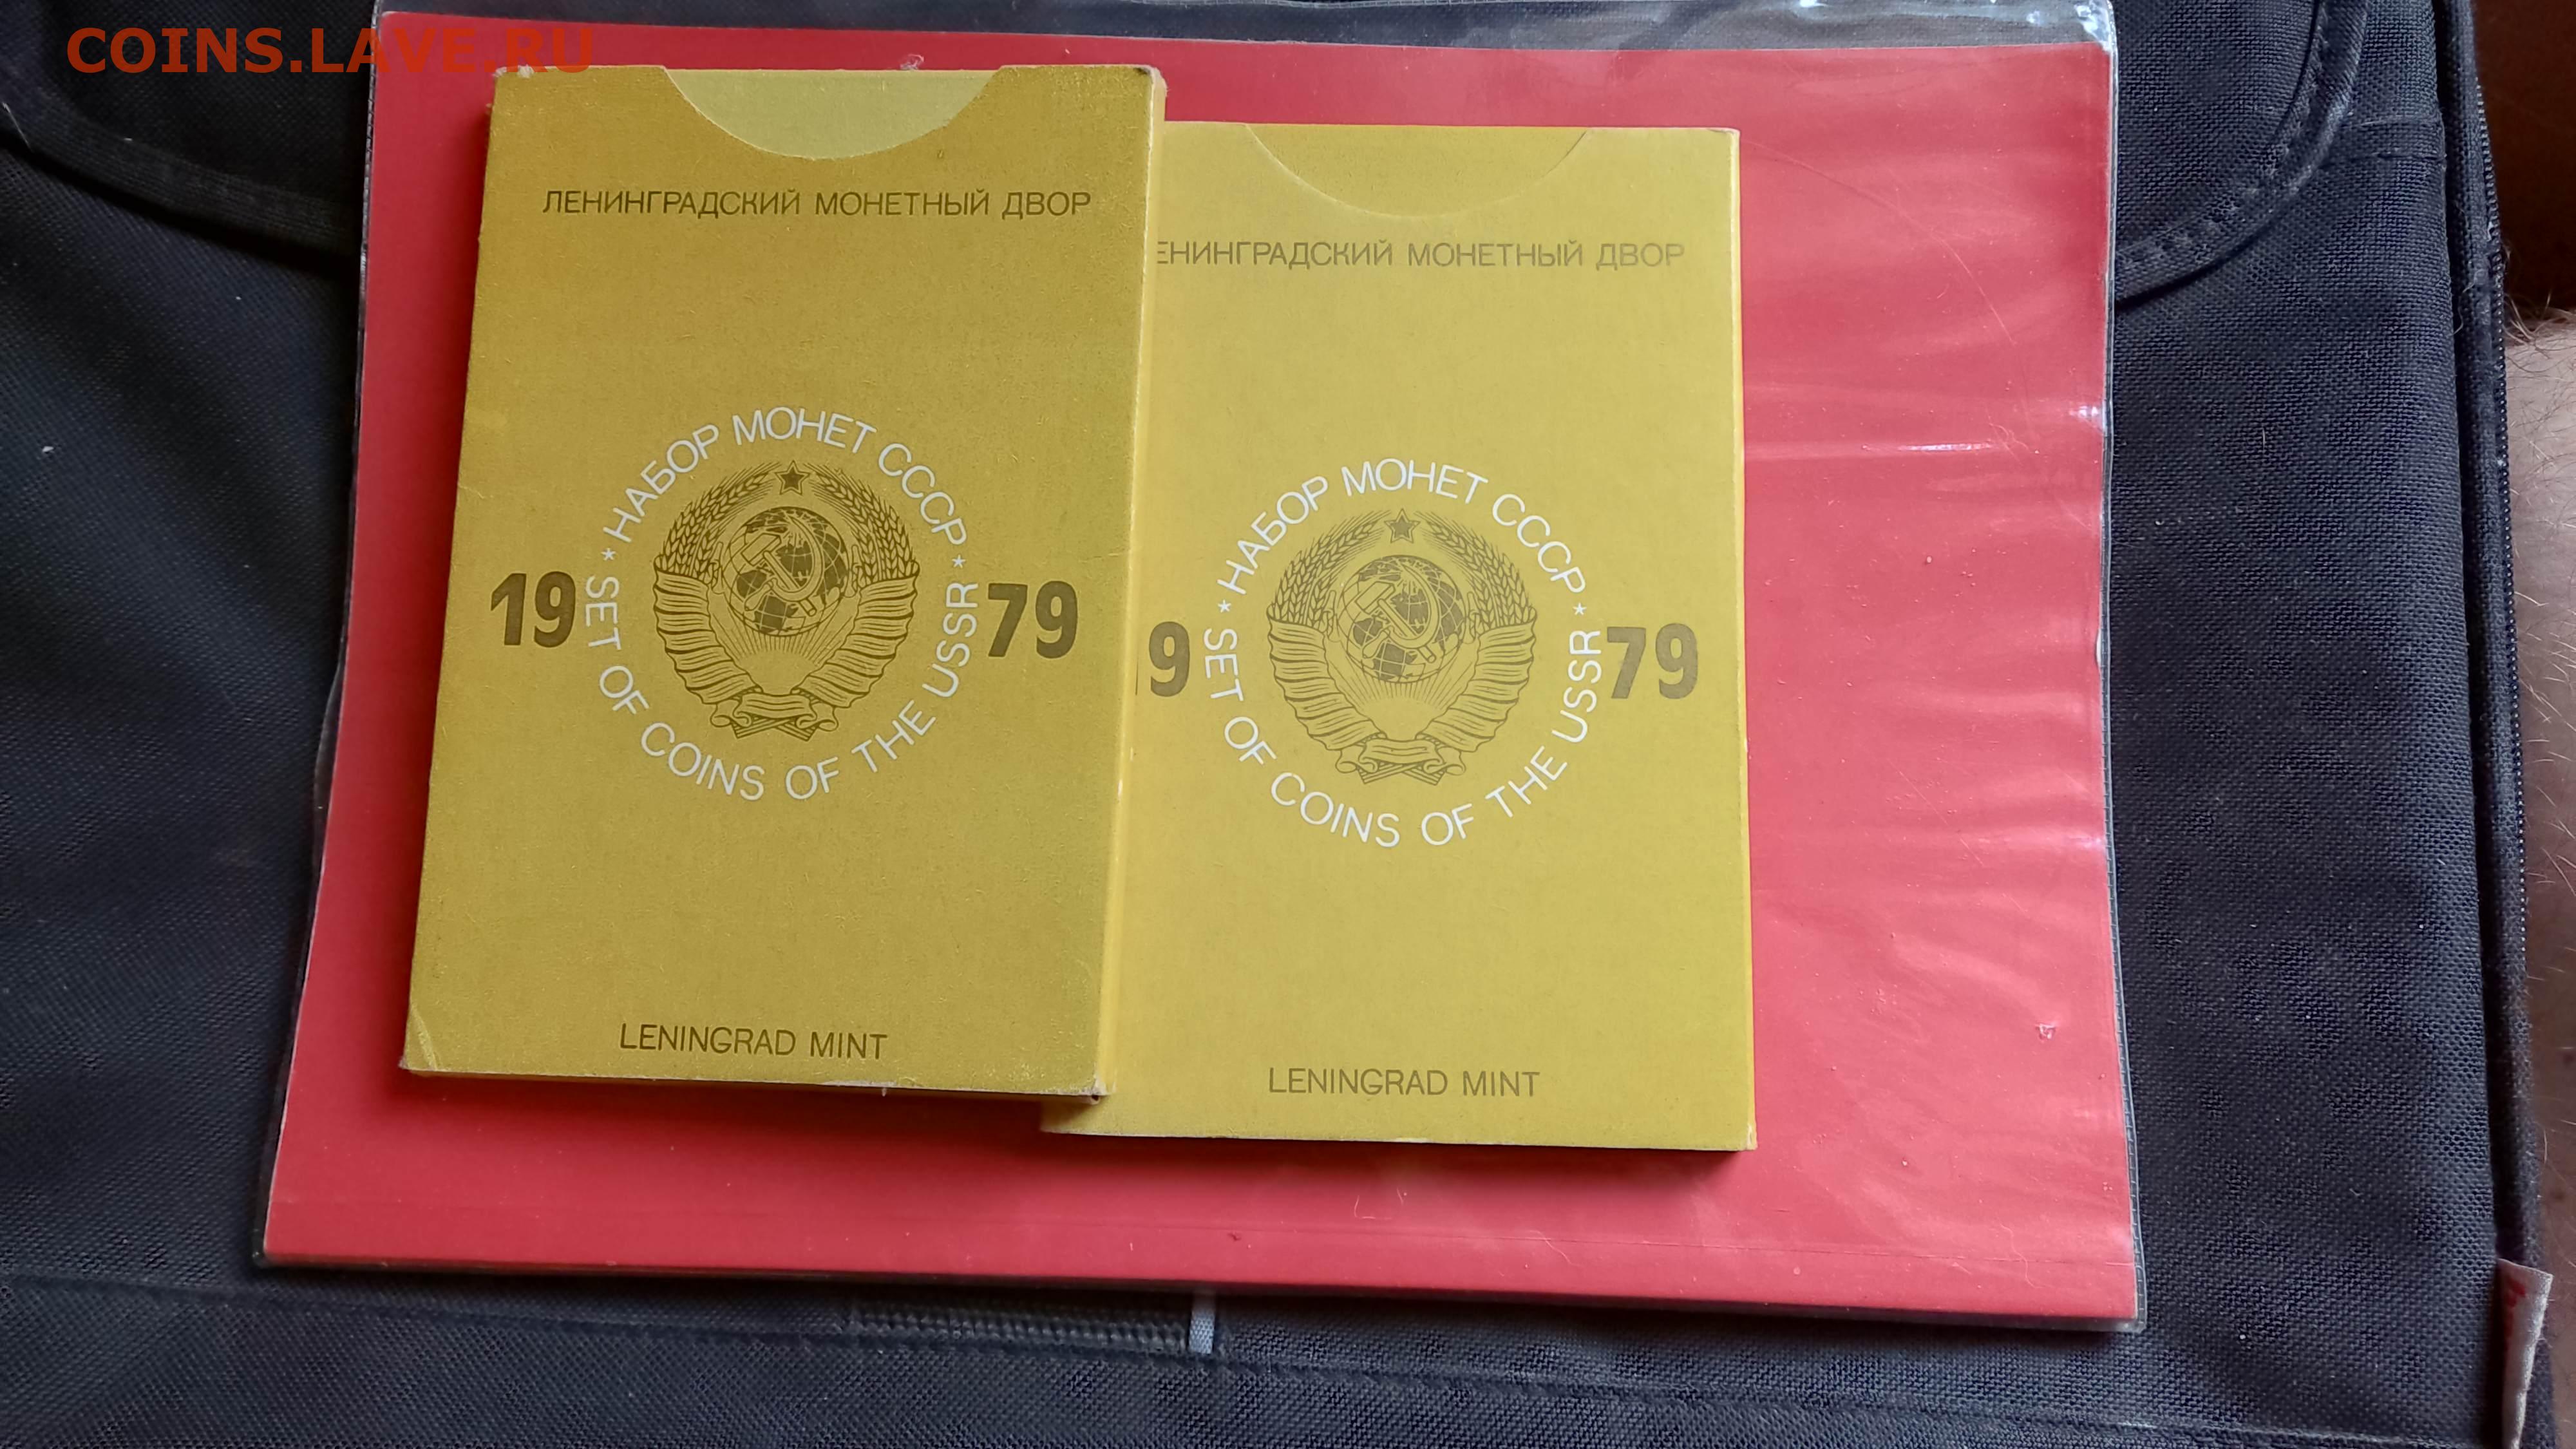 COINS.LAVE.RU
ЛЕНИНГРАДСКИЙ МОНЕТНЫЙ ДВОР
19 79
* НАБОР МОНЕТ СССР *
SET OF COINS OF THE USSR
LENINGRAD MINT
ЕНИНГРАДСКИЙ МОНЕТНЫЙ ДВОР
9 79
* НАБОР МОНЕТ СССР *
SET OF COINS OF THE USSR
LENINGRAD MINT